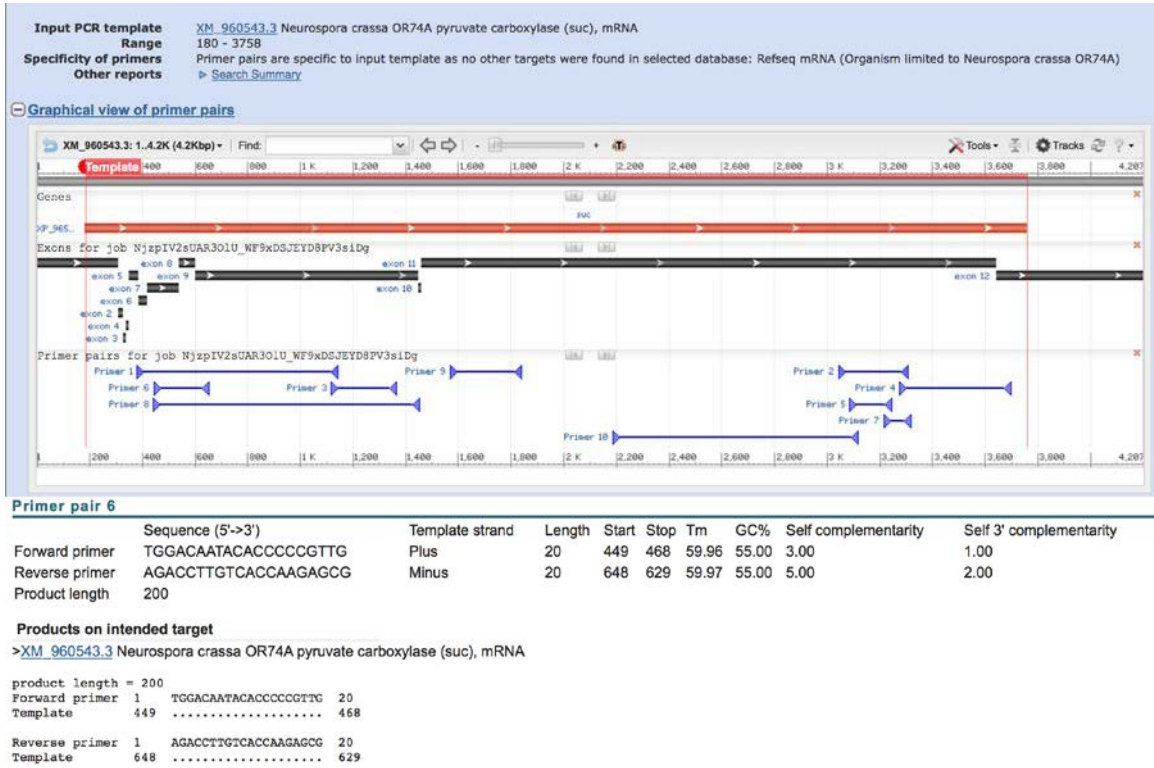 Input PCR template XM_960543.3 Neurospora crassa OR74A pyruvate carboxylase (suc), mRNA
Range 180 - 3758
Specificity of primers Primer pairs are specific to input template as no other targets were found in selected database: Refseq mRNA (Organism limited to Neurospora crassa OR74A)
Other reports Search Summary
Graphical view of primer pairs
XM_960543.3: 1..4.2K (4.2Kbp) Find: Tools Tracks ?
Template 400 600 800 1 K 1,200 1,400 1,600 1,800 2 K 2,200 2,400 2,600 2,800 3 K 3,200 3,400 3,600 3,800 4,207
Genes
suc
XP_965..
Exons for job NjzpIV2sUAR3OlU_WF9xDSJEYD8PV3siDg
exon 8 exon 11
exon 5 exon 9 exon 12
exon 7 exon 10
exon 6
exon 2
exon 4
exon 3
Primer pairs for job NjzpIV2sUAR3OlU_WF9xDSJEYD8PV3siDg
Primer 1 Primer 9 Primer 2
Primer 6 Primer 3 Primer 4
Primer 8 Primer 5
Primer 7
Primer 10
200 400 600 800 1 K 1,200 1,400 1,600 1,800 2 K 2,200 2,400 2,600 2,800 3 K 3,200 3,400 3,600 3,800 4,207
Primer pair 6
Sequence (5'->3') Template strand Length Start Stop Tm GC% Self complementarity Self 3' complementarity
Forward primer TGGACAATACACCCCCGTTG Plus 20 449 468 59.96 55.00 3.00 1.00
Reverse primer AGACCTTGTCACCAAGAGCG Minus 20 648 629 59.97 55.00 5.00 2.00
Product length 200
Products on intended target
>XM_960543.3 Neurospora crassa OR74A pyruvate carboxylase (suc), mRNA
product length = 200
Forward primer 1 TGGACAATACACCCCCGTTG 20
Template 449 .................... 468
Reverse primer 1 AGACCTTGTCACCAAGAGCG 20
Template 648 .................... 629